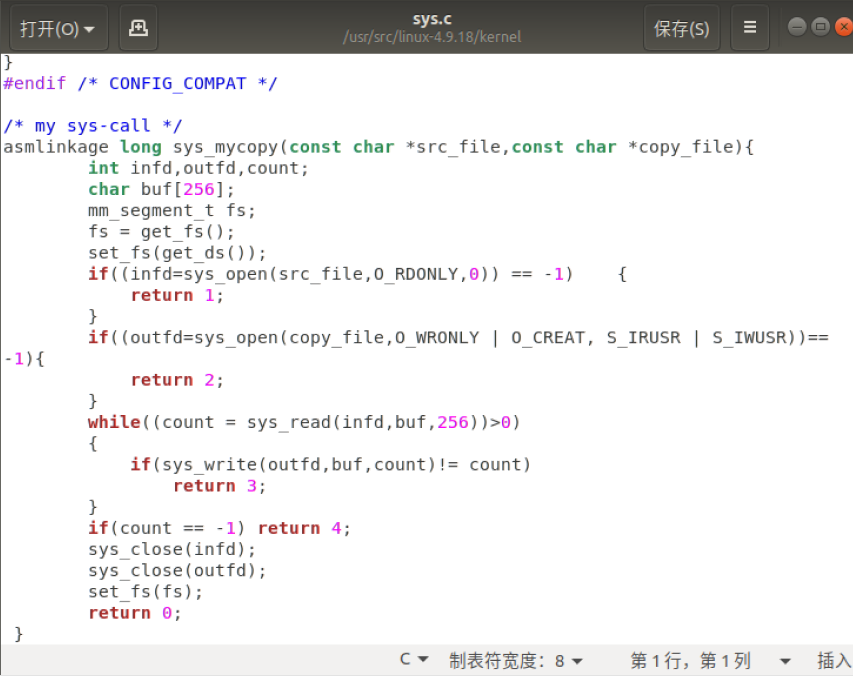 打开(O) sys.c 保存(S)
/usr/src/linux-4.9.18/kernel
}
#endif /* CONFIG_COMPAT */
/* my sys-call */
asmlinkage long sys_mycopy(const char *src_file,const char *copy_file){
        int infd,outfd,count;
        char buf[256];
        mm_segment_t fs;
        fs = get_fs();
        set_fs(get_ds());
        if((infd=sys_open(src_file,O_RDONLY,0)) == -1)    {
            return 1;
        }
        if((outfd=sys_open(copy_file,O_WRONLY | O_CREAT, S_IRUSR | S_IWUSR))==
-1){
            return 2;
        }
        while((count = sys_read(infd,buf,256))>0)
        {
            if(sys_write(outfd,buf,count)!= count)
                return 3;
        }
        if(count == -1) return 4;
        sys_close(infd);
        sys_close(outfd);
        set_fs(fs);
        return 0;
 }
C 制表符宽度：8 第 1 行，第 1 列 插入